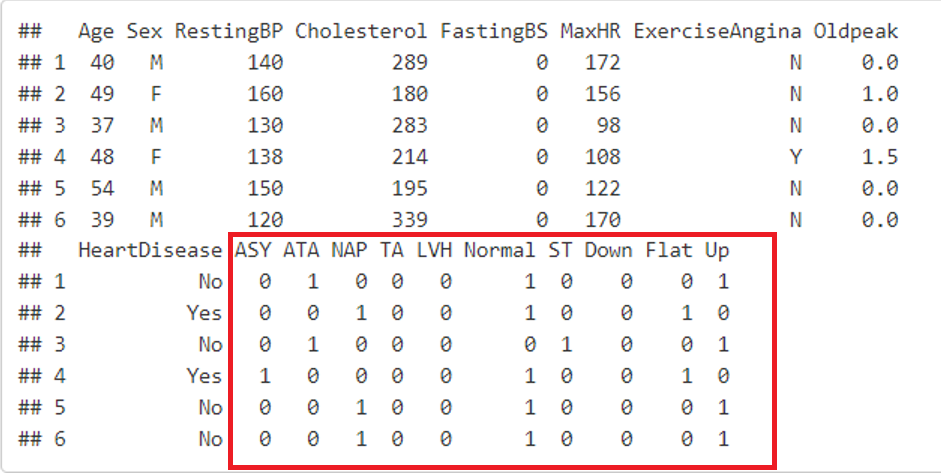 ##   Age Sex RestingBP Cholesterol FastingBS MaxHR ExerciseAngina Oldpeak
## 1  40   M       140         289         0   172              N     0.0
## 2  49   F       160         180         0   156              N     1.0
## 3  37   M       130         283         0    98              N     0.0
## 4  48   F       138         214         0   108              Y     1.5
## 5  54   M       150         195         0   122              N     0.0
## 6  39   M       120         339         0   170              N     0.0
##   HeartDisease ASY ATA NAP TA LVH Normal ST Down Flat Up
## 1           No   0   1   0  0   0      1  0    0    0  1
## 2          Yes   0   0   1  0   0      1  0    0    1  0
## 3           No   0   1   0  0   0      0  1    0    0  1
## 4          Yes   1   0   0  0   0      1  0    0    1  0
## 5           No   0   0   1  0   0      1  0    0    0  1
## 6           No   0   0   1  0   0      1  0    0    0  1